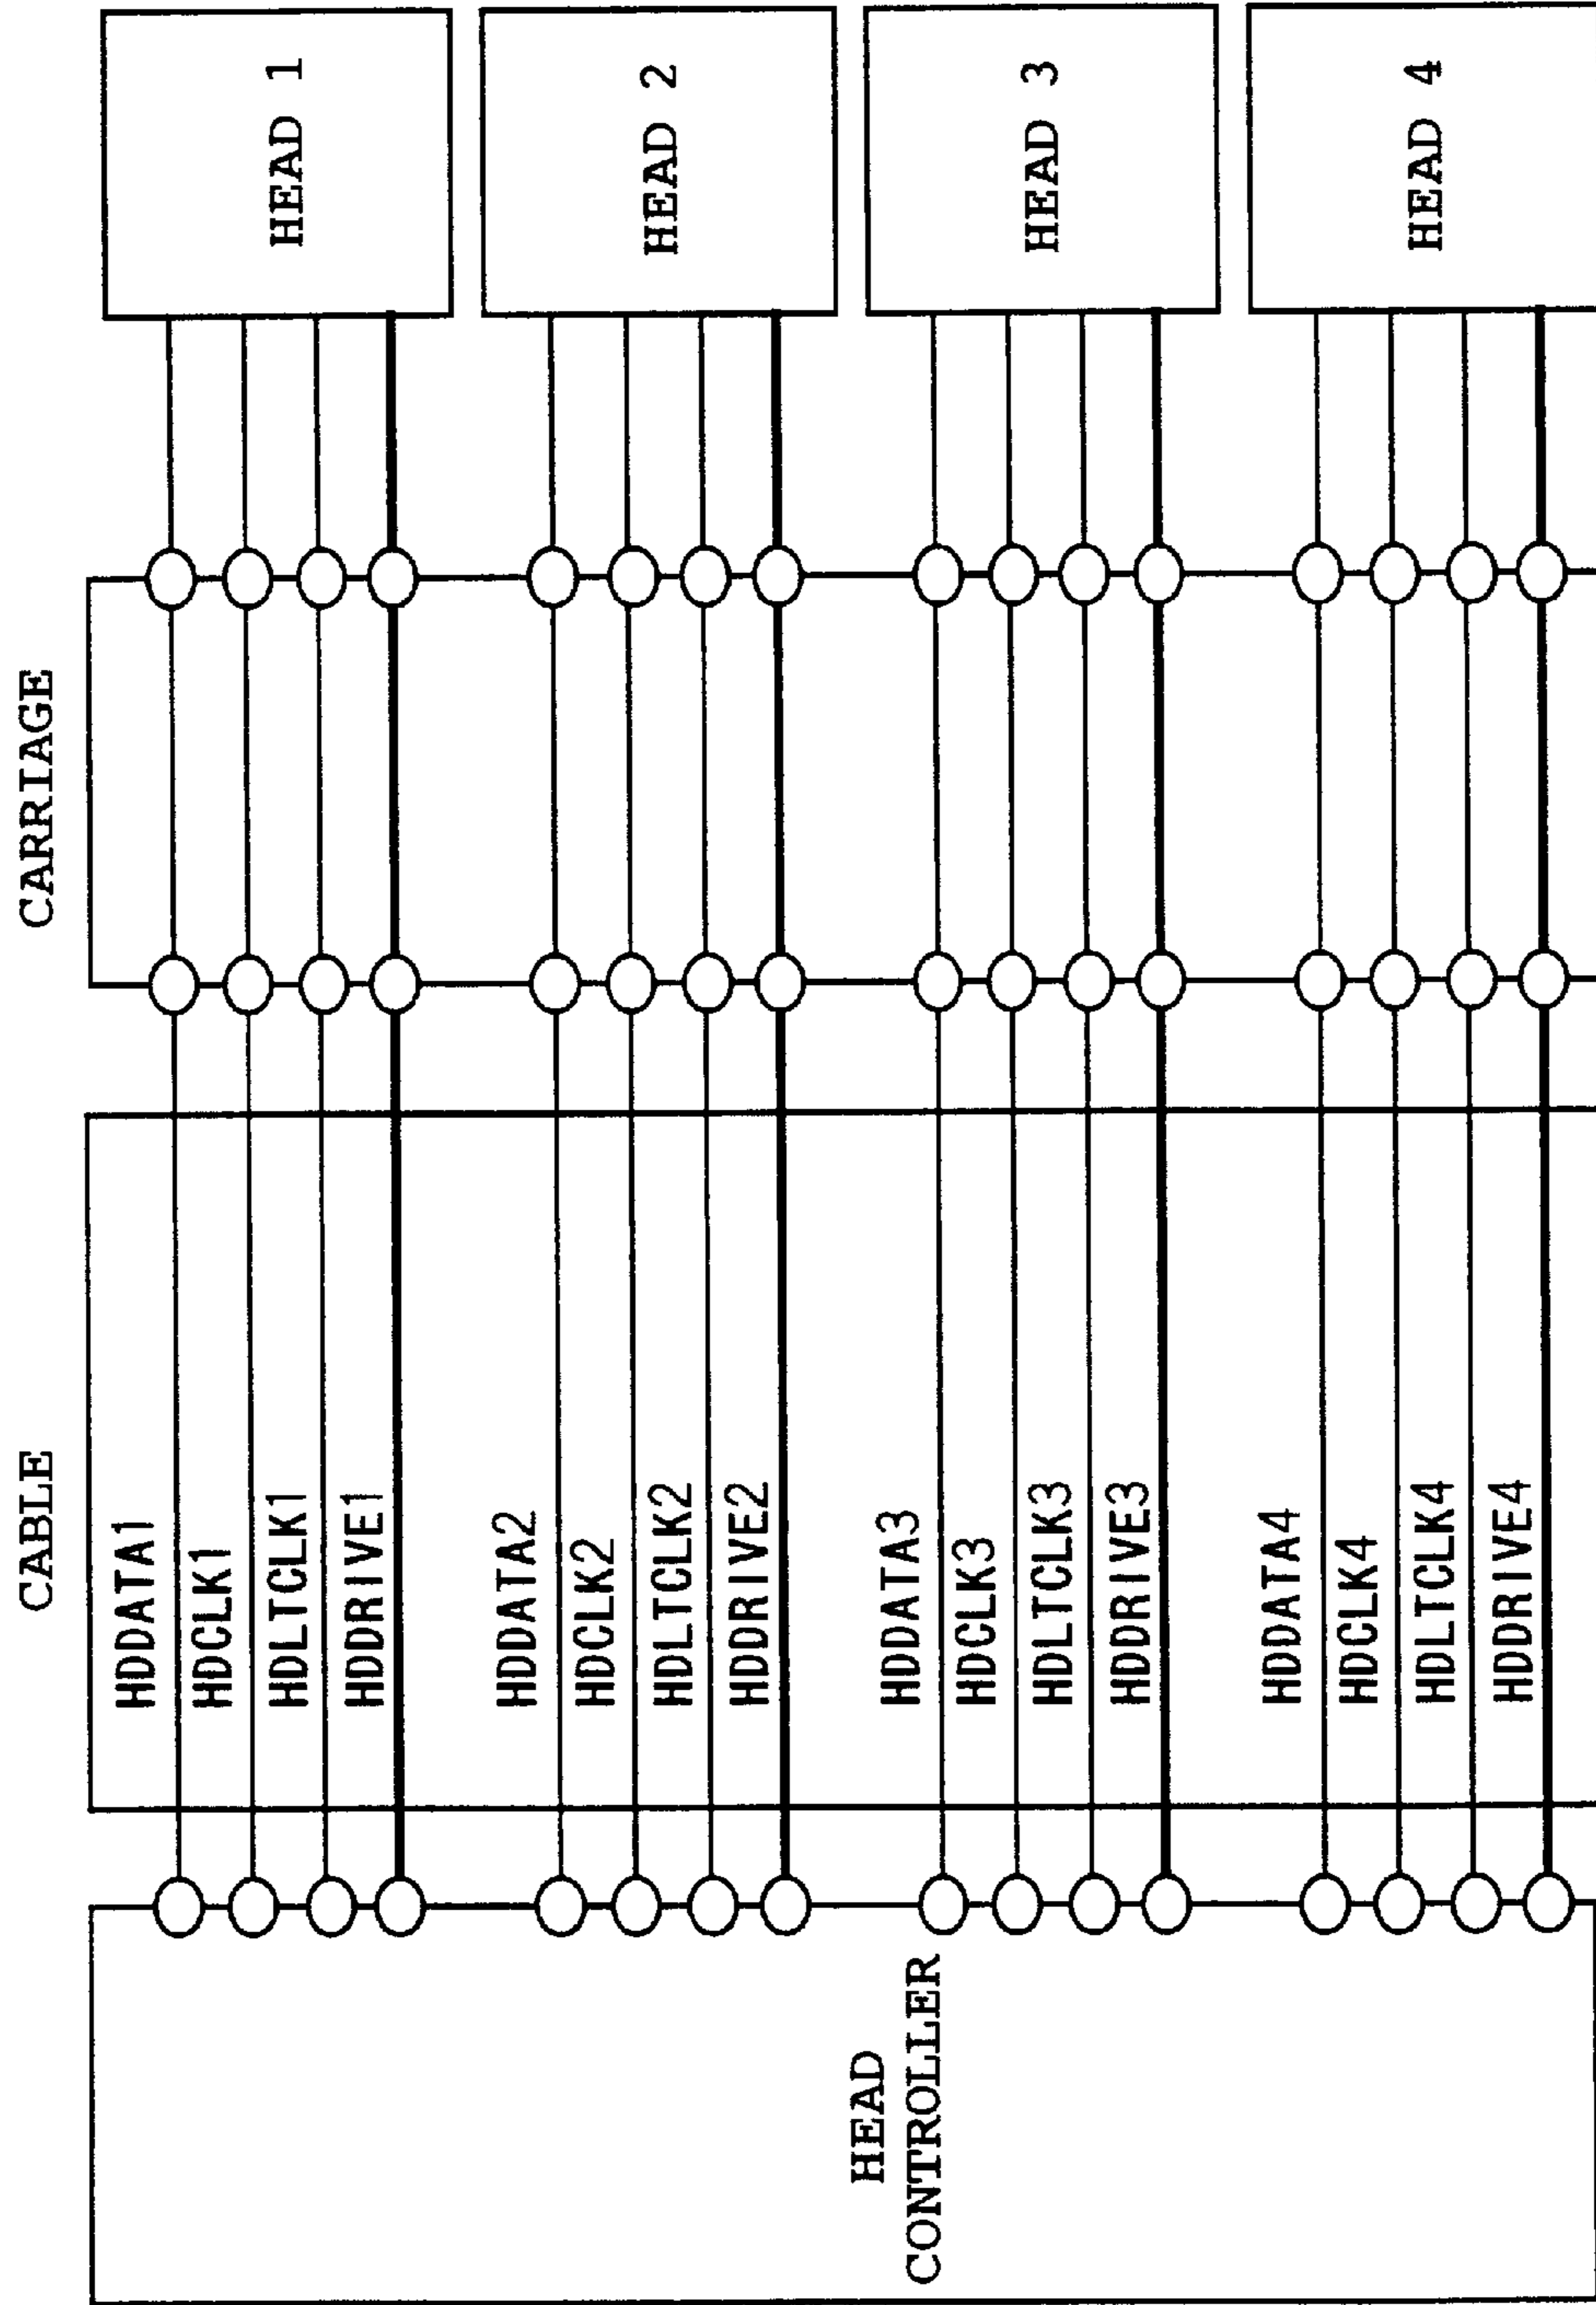 CABLE
CARRIAGE
HEAD
CONTROLLER
HDDATA1
HDCLK1
HDLTCLK1
HDDRIVE1
HEAD 1
HDDATA2
HDCLK2
HDLTCLK2
HDDRIVE2
HEAD 2
HDDATA3
HDCLK3
HDLTCLK3
HDDRIVE3
HEAD 3
HDDATA4
HDCLK4
HDLTCLK4
HDDRIVE4
HEAD 4